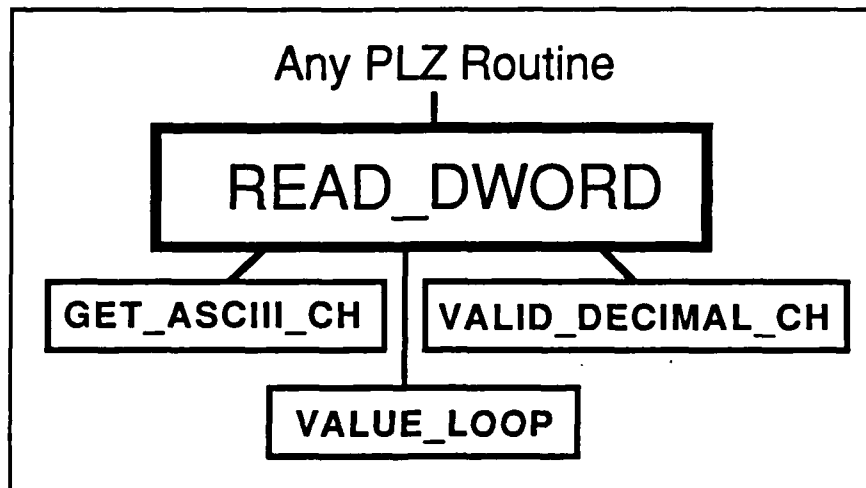 Any PLZ Routine
READ_DWORD
GET_ASCIII_CH
VALID_DECIMAL_CH
VALUE_LOOP